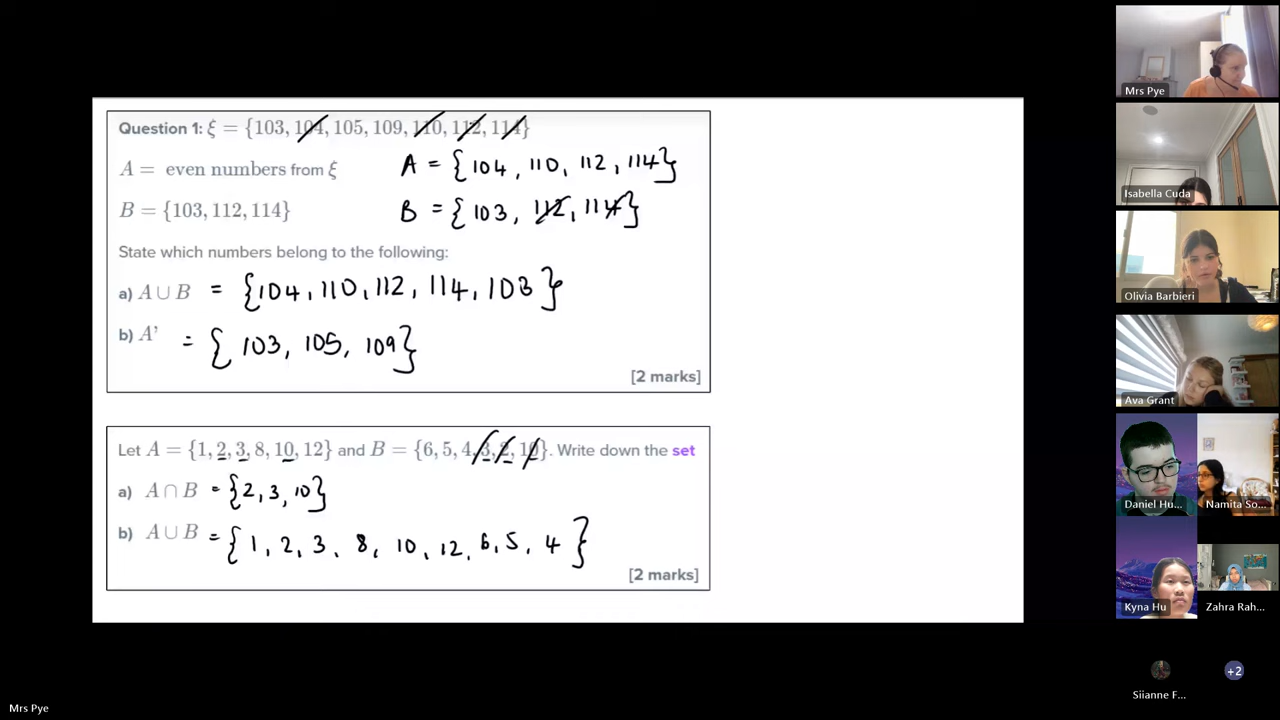 Question 1: ξ = {103, 104, 105, 109, 110, 112, 114}
A = even numbers from ξ
A = {104, 110, 112, 114}
B = {103, 112, 114}
B = {103, 112, 114}
State which numbers belong to the following:
a) A ∪ B = {104, 110, 112, 114, 103}
b) A' = {103, 105, 109}
[2 marks]
Let A = {1, 2, 3, 8, 10, 12} and B = {6, 5, 4, 3, 2, 10}. Write down the set
a) A ∩ B = {2, 3, 10}
b) A ∪ B = {1, 2, 3, 8, 10, 12, 6, 5, 4}
[2 marks]
Mrs Pye
Isabella Cuda
Olivia Barbieri
Ava Grant
Daniel Hu...
Namita So...
Kyna Hu
Zahra Rah...
Siianne F...
+2
Mrs Pye